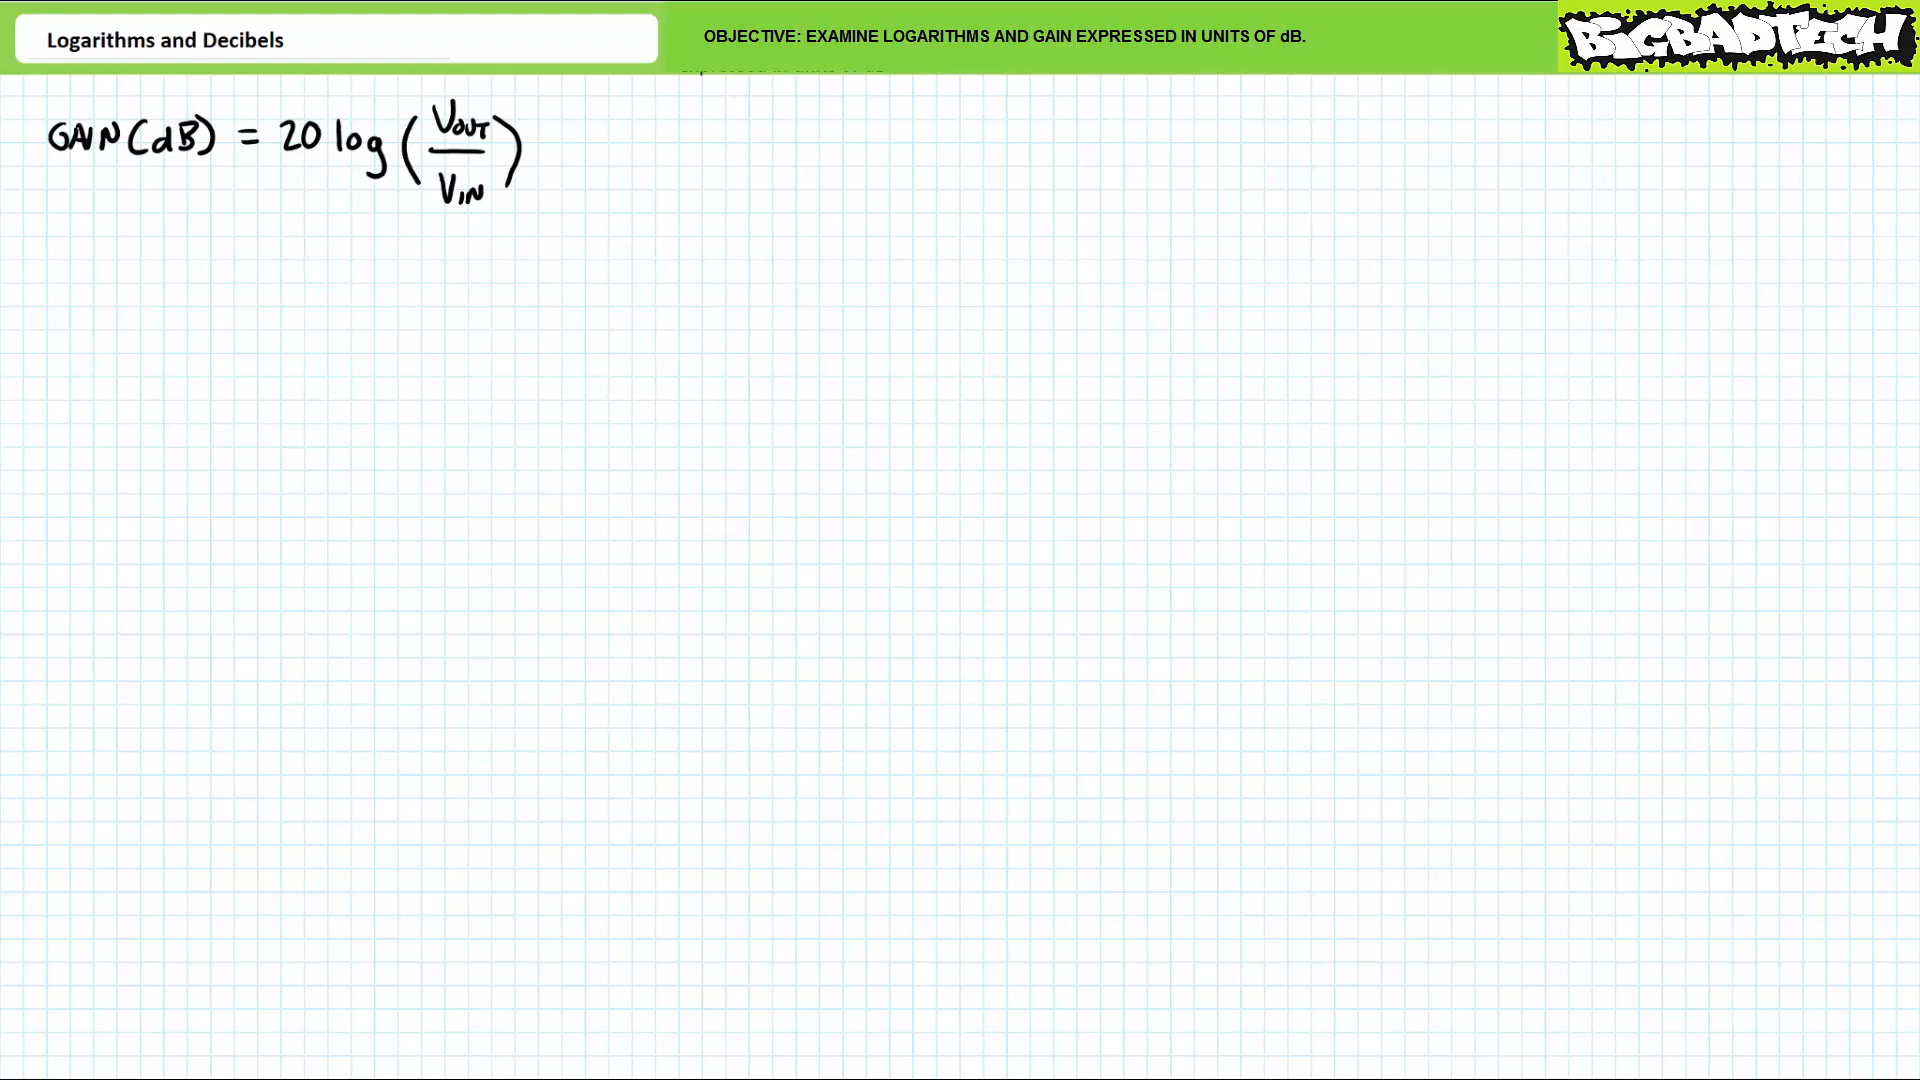 Logarithms and Decibels
OBJECTIVE: EXAMINE LOGARITHMS AND GAIN EXPRESSED IN UNITS OF dB.
BIGBADTECH
GAIN(dB) = 20 log (VOUT / VIN)